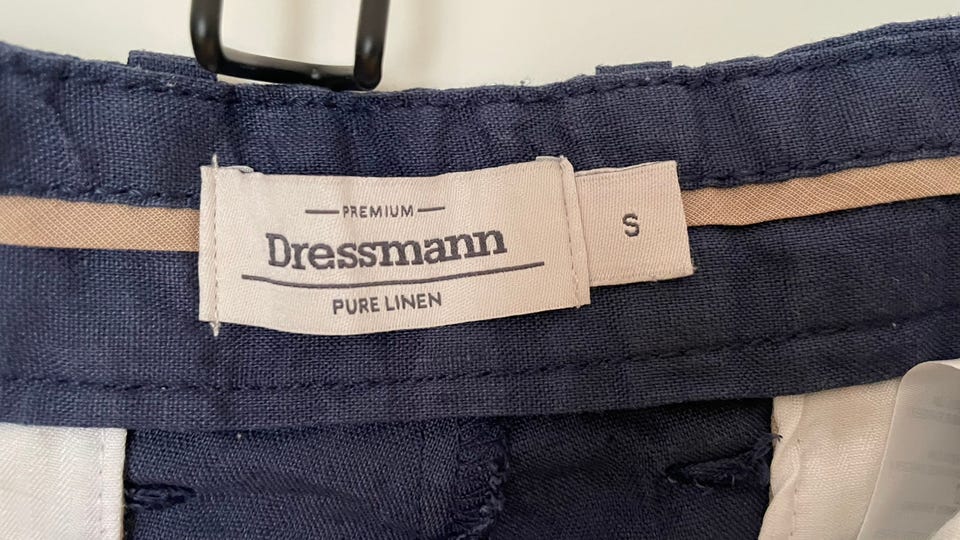 PREMIUM
Dressmann
PURE LINEN
S